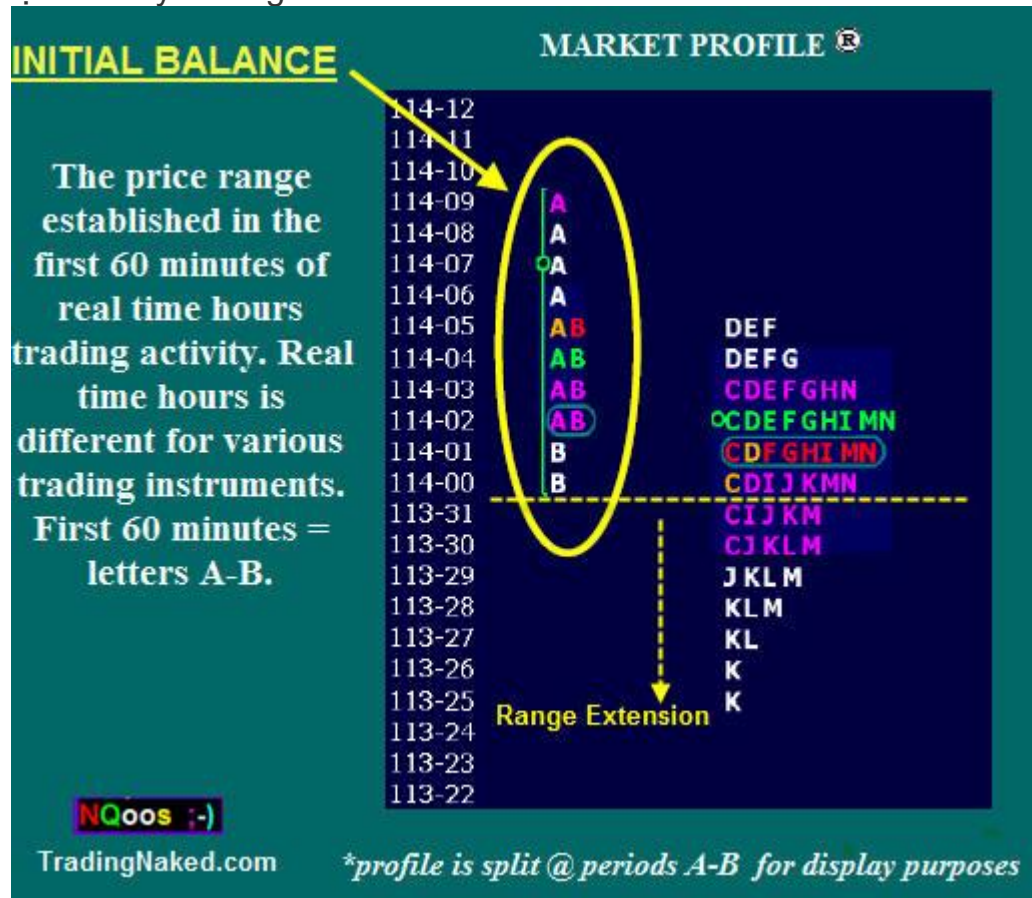 INITIAL BALANCE
MARKET PROFILE ®
The price range
established in the
first 60 minutes of
real time hours
trading activity. Real
time hours is
different for various
trading instruments.
First 60 minutes =
letters A-B.
114-12
114-11
114-10
114-09 A
114-08 A
114-07 A
114-06 A
114-05 AB DEF
114-04 AB DEFG
114-03 AB CDEFGHN
114-02 AB CDEFGHIMN
114-01 B CDFGHIMN
114-00 B CDIJKMN
113-31 CIJKM
113-30 CJKLM
113-29 JKLM
113-28 KLM
113-27 KL
113-26 K
113-25 K
Range Extension
113-24
113-23
113-22
NQoos ;-)
TradingNaked.com
*profile is split @ periods A-B for display purposes